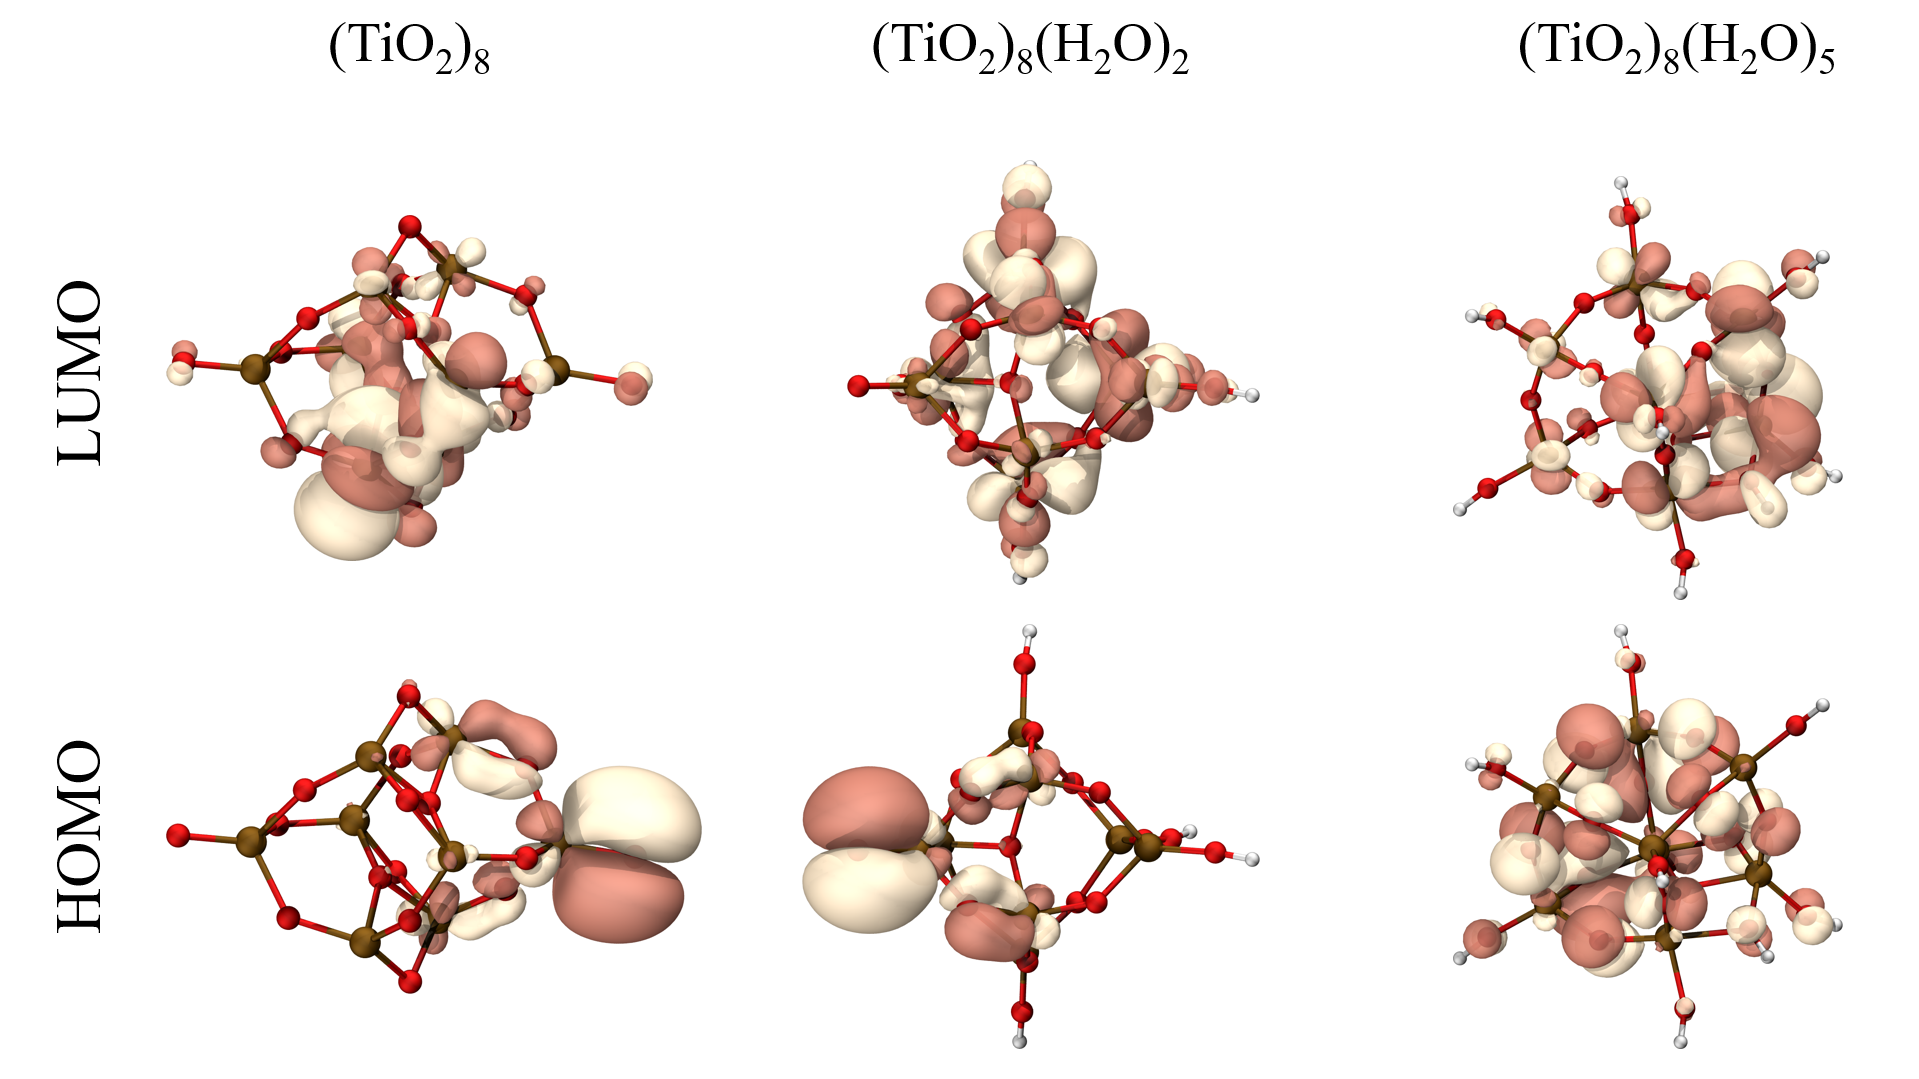 (TiO₂)₈
(TiO₂)₈(H₂O)₂
(TiO₂)₈(H₂O)₅
LUMO
HOMO